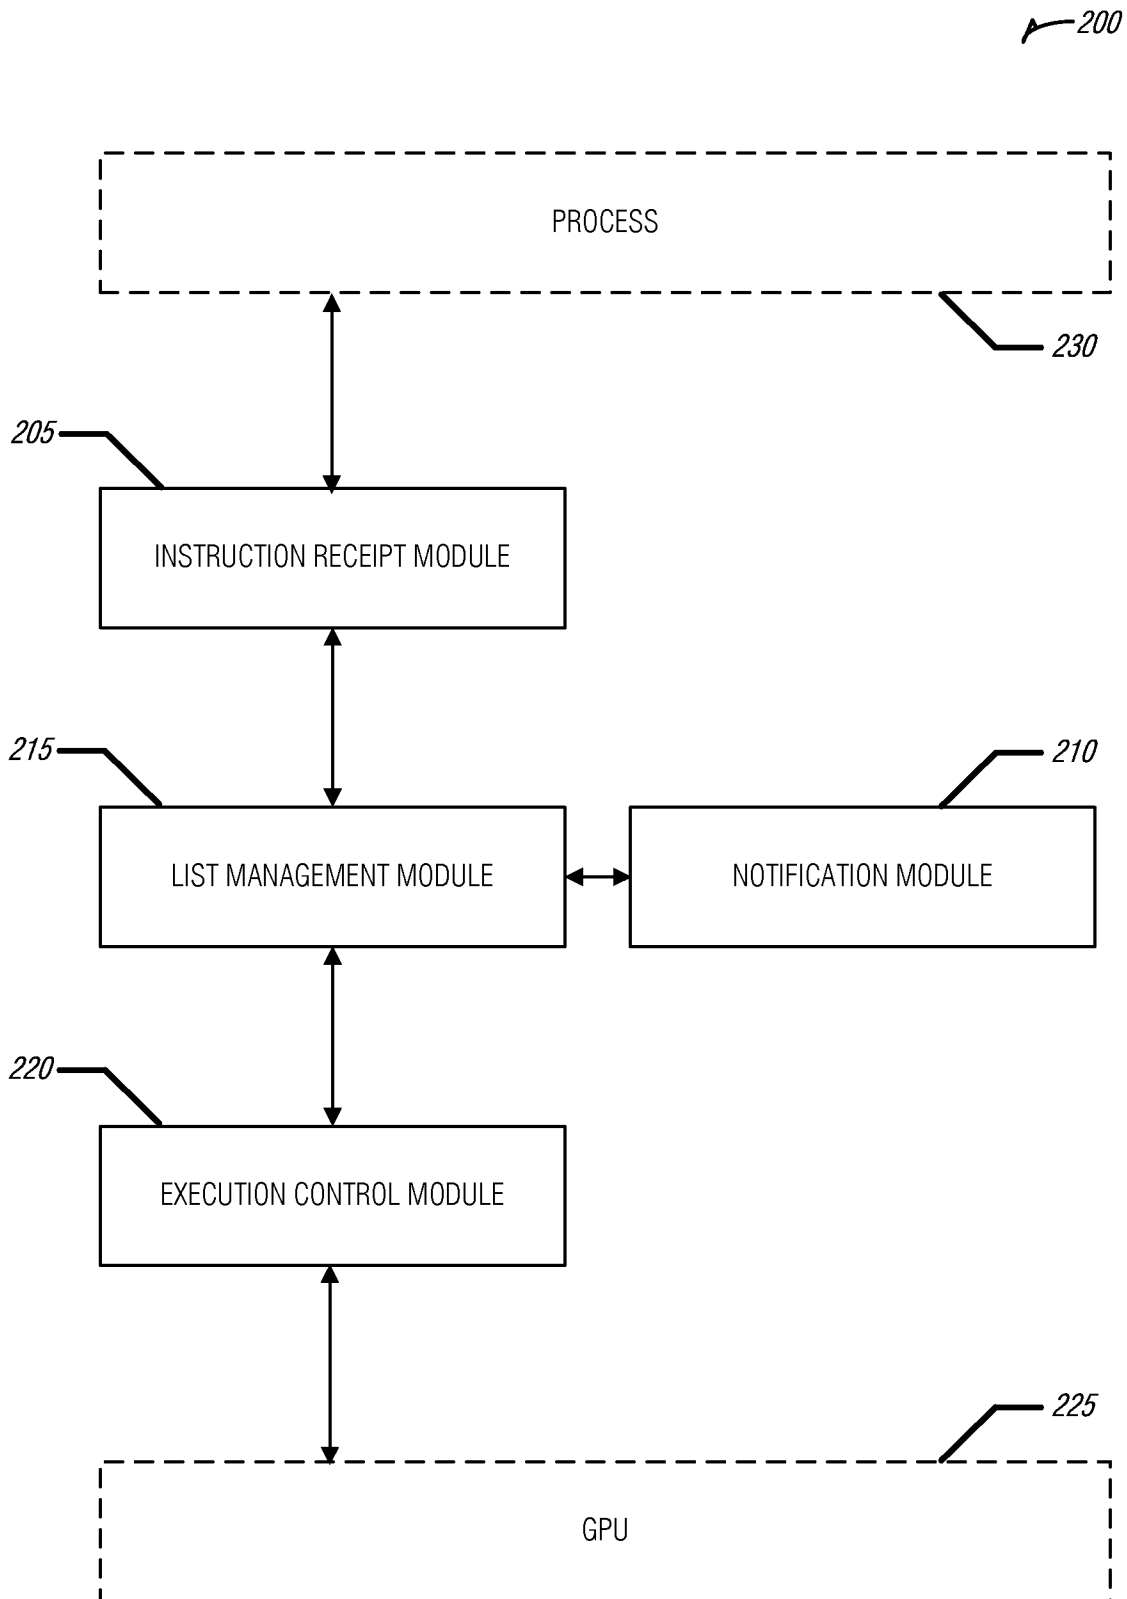 200
PROCESS
230
205
INSTRUCTION RECEIPT MODULE
215
210
LIST MANAGEMENT MODULE
NOTIFICATION MODULE
220
EXECUTION CONTROL MODULE
225
GPU